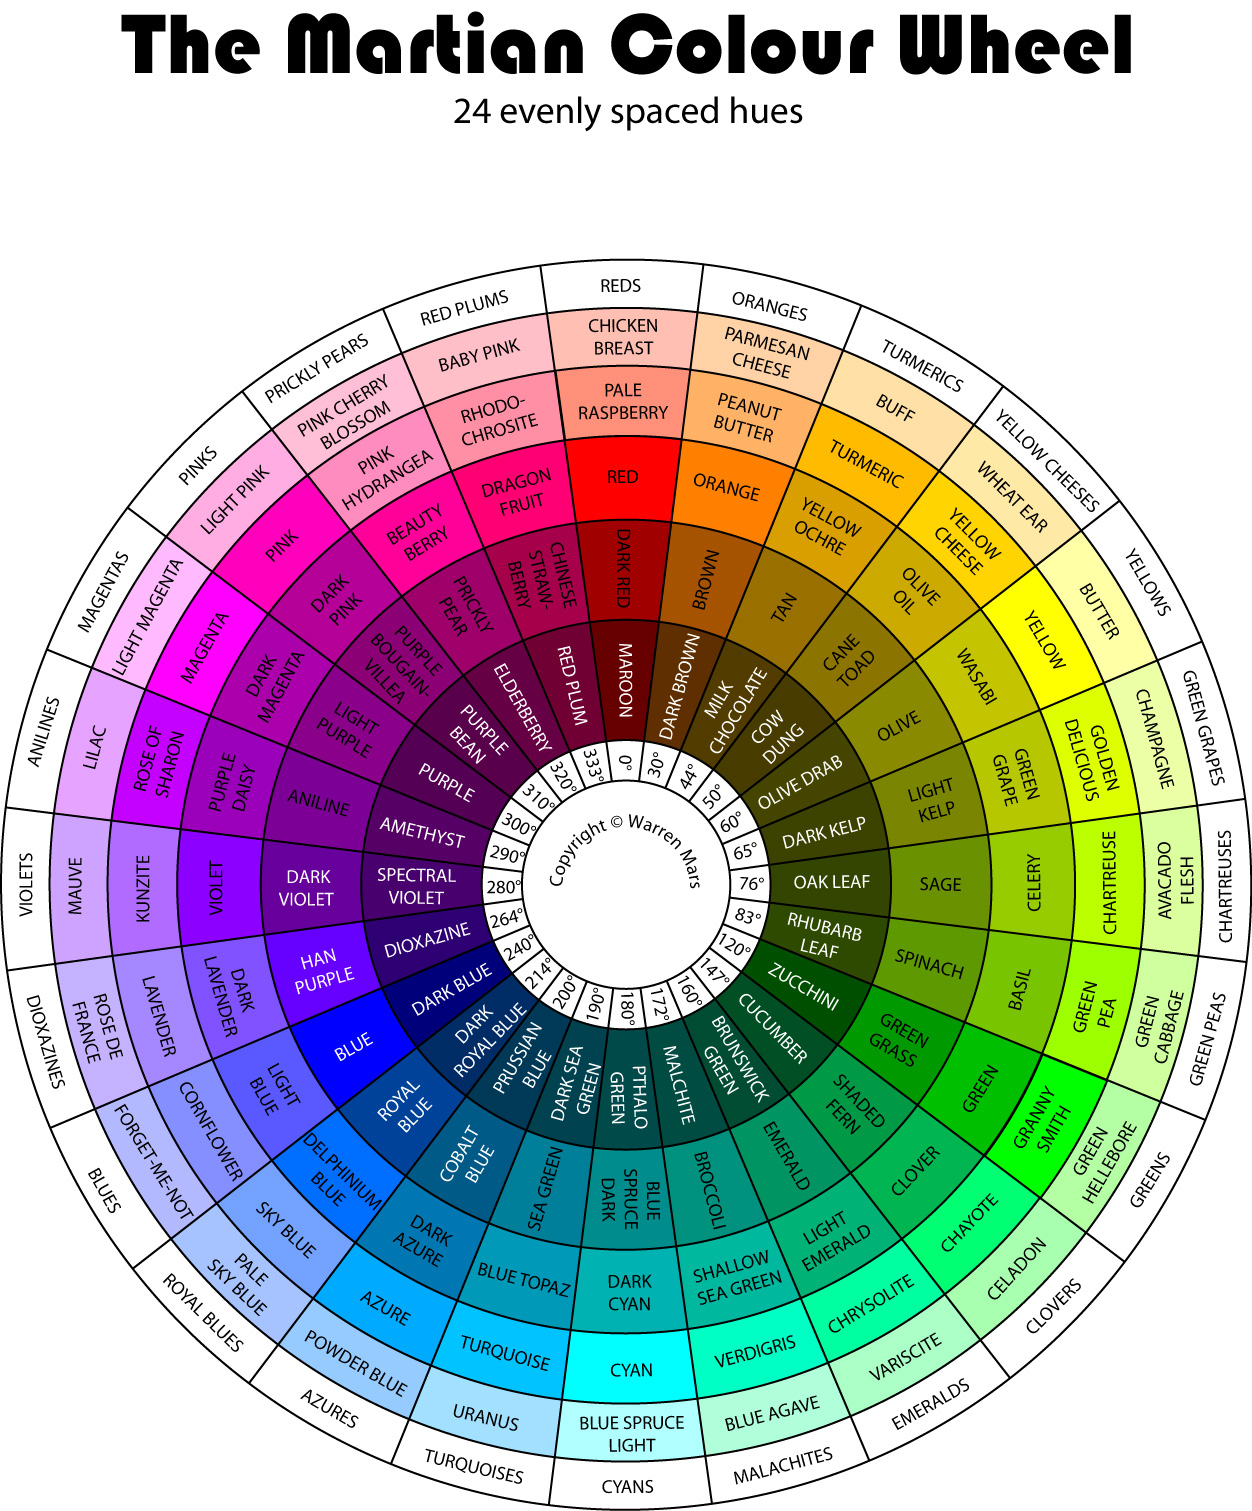 The Martian Colour Wheel
24 evenly spaced hues
REDS
CHICKEN
BREAST
PALE
RASPBERRY
RED
DARK RED
MAROON
0°
ORANGES
PARMESAN
CHEESE
PEANUT
BUTTER
ORANGE
BROWN
DARK BROWN
30°
TURMERICS
BUFF
TURMERIC
YELLOW
OCHRE
TAN
MILK
CHOCOLATE
44°
YELLOW CHEESES
WHEAT EAR
YELLOW
CHEESE
OLIVE
OIL
CANE
TOAD
COW
DUNG
50°
YELLOWS
BUTTER
YELLOW
WASABI
OLIVE
OLIVE DRAB
60°
GREEN GRAPES
CHAMPAGNE
GOLDEN
DELICIOUS
GREEN
GRAPE
LIGHT
KELP
DARK KELP
65°
CHARTREUSES
AVACADO
FLESH
CHARTREUSE
CELERY
SAGE
OAK LEAF
76°
GREEN PEAS
GREEN
CABBAGE
GREEN
PEA
BASIL
SPINACH
RHUBARB
LEAF
83°
GREENS
GREEN
HELLEBORE
GRANNY
SMITH
GREEN
GREEN
GRASS
ZUCCHINI
120°
CLOVERS
CELADON
CHAYOTE
CLOVER
SHADED
FERN
CUCUMBER
147°
EMERALDS
VARISCITE
CHRYSOLITE
LIGHT
EMERALD
EMERALD
BRUNSWICK
GREEN
160°
MALACHITES
BLUE AGAVE
VERDIGRIS
SHALLOW
SEA GREEN
BROCCOLI
MALCHITE
172°
CYANS
BLUE SPRUCE
LIGHT
CYAN
DARK
CYAN
BLUE
SPRUCE
DARK
PTHALO
GREEN
180°
TURQUOISES
URANUS
TURQUOISE
BLUE TOPAZ
SEA GREEN
DARK SEA
GREEN
190°
AZURES
POWDER BLUE
AZURE
DARK
AZURE
COBALT
BLUE
PRUSSIAN
BLUE
200°
ROYAL BLUES
PALE
SKY BLUE
SKY BLUE
DELPHINIUM
BLUE
ROYAL
BLUE
DARK
ROYAL BLUE
214°
BLUES
FORGET-ME-NOT
CORNFLOWER
LIGHT
BLUE
BLUE
DARK BLUE
240°
DIOXAZINES
ROSE DE
FRANCE
LAVENDER
DARK
LAVENDER
HAN
PURPLE
DIOXAZINE
264°
VIOLETS
MAUVE
KUNZITE
VIOLET
DARK
VIOLET
SPECTRAL
VIOLET
280°
ANILINES
LILAC
ROSE OF
SHARON
PURPLE
DAISY
ANILINE
AMETHYST
290°
MAGENTAS
LIGHT MAGENTA
MAGENTA
DARK
MAGENTA
LIGHT
PURPLE
PURPLE
300°
PINKS
LIGHT PINK
PINK
DARK
PINK
PURPLE
BOUGAIN-
VILLEA
PURPLE
BEAN
310°
PRICKLY PEARS
PINK CHERRY
BLOSSOM
PINK
HYDRANGEA
BEAUTY
BERRY
PRICKLY
PEAR
ELDERBERRY
320°
RED PLUMS
BABY PINK
RHODO-
CHROSITE
DRAGON
FRUIT
CHINESE
STRAW-
BERRY
RED PLUM
333°
Copyright © Warren Mars